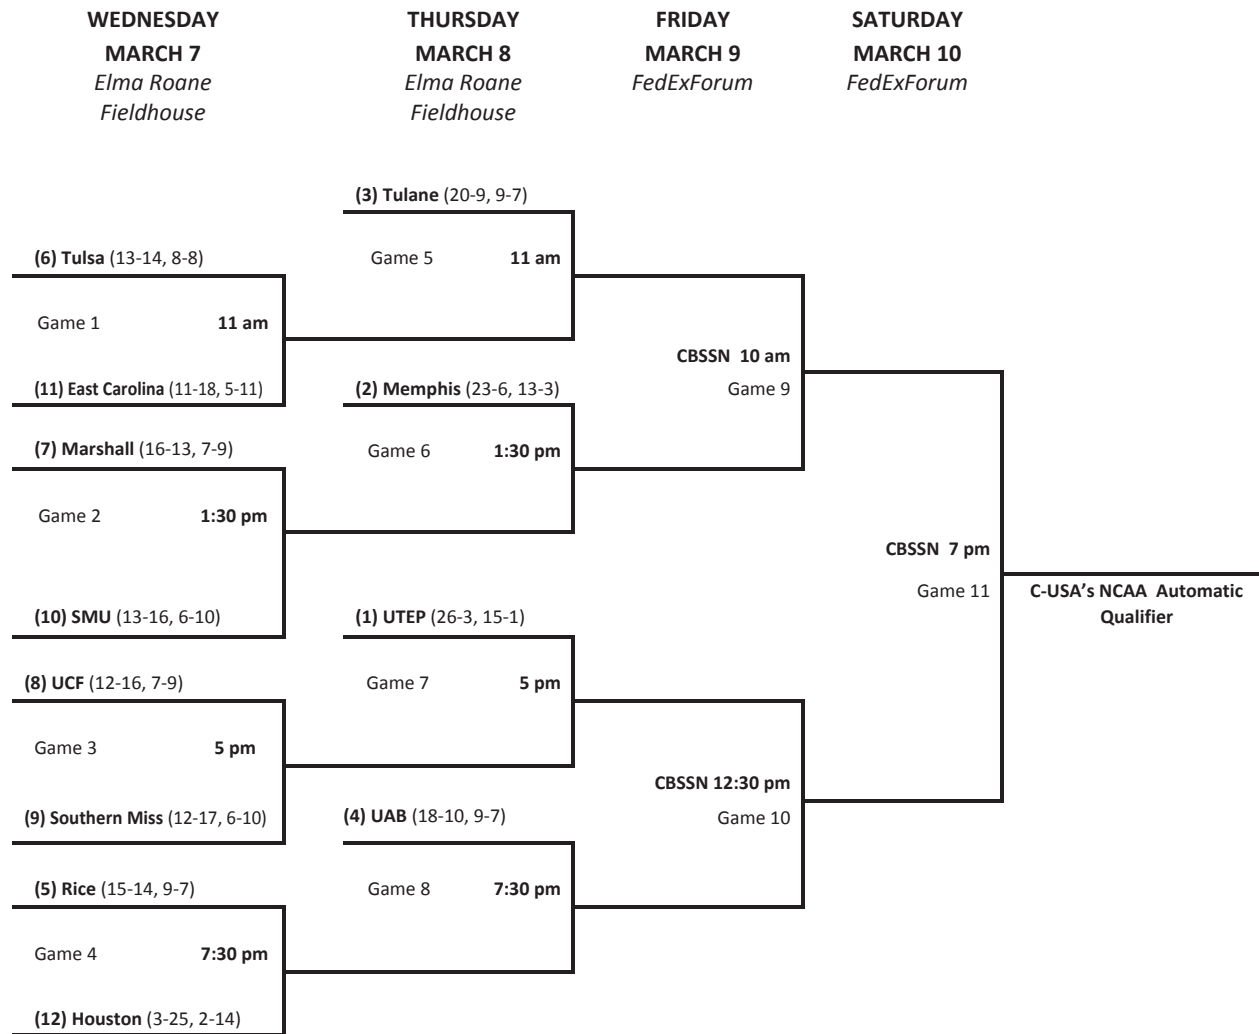 WEDNESDAY
MARCH 7
Elma Roane
Fieldhouse
THURSDAY
MARCH 8
Elma Roane
Fieldhouse
FRIDAY
MARCH 9
FedExForum
SATURDAY
MARCH 10
FedExForum
(6) Tulsa (13-14, 8-8)
Game 1 11 am
(11) East Carolina (11-18, 5-11)
(7) Marshall (16-13, 7-9)
Game 2 1:30 pm
(10) SMU (13-16, 6-10)
(8) UCF (12-16, 7-9)
Game 3 5 pm
(9) Southern Miss (12-17, 6-10)
(5) Rice (15-14, 9-7)
Game 4 7:30 pm
(12) Houston (3-25, 2-14)
(3) Tulane (20-9, 9-7)
Game 5 11 am
(2) Memphis (23-6, 13-3)
Game 6 1:30 pm
(1) UTEP (26-3, 15-1)
Game 7 5 pm
(4) UAB (18-10, 9-7)
Game 8 7:30 pm
CBSSN 10 am
Game 9
CBSSN 12:30 pm
Game 10
CBSSN 7 pm
Game 11
C-USA's NCAA Automatic
Qualifier